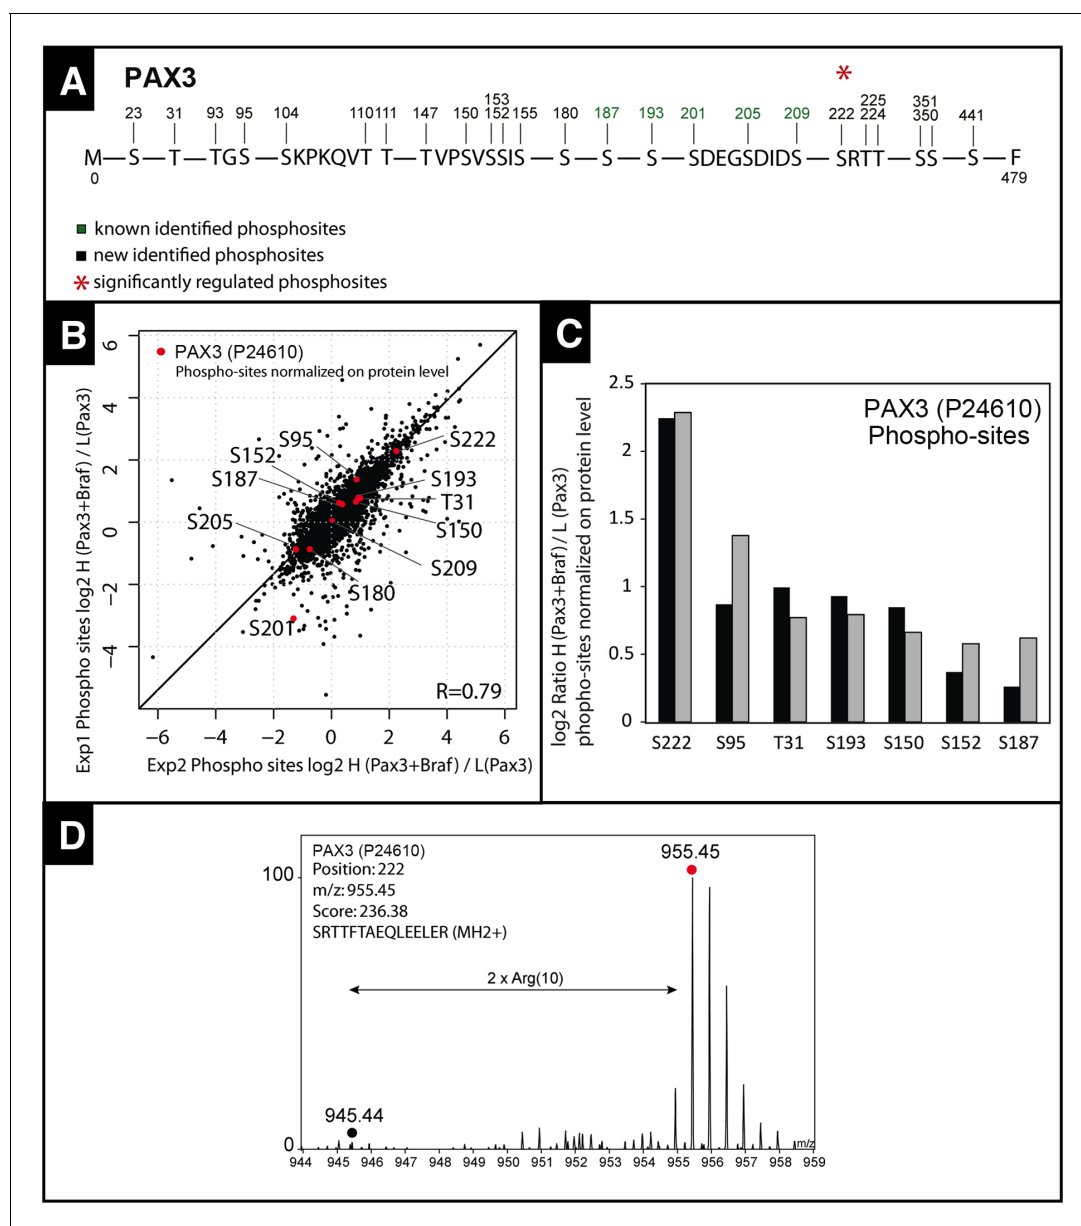 A
PAX3
*
153 225 351
23 31 93 95 104 110 111 147 150 152 155 180 187 193 201 205 209 222 224 350 441
M S T TGS SKPKQVT T TVPSVSSIS S S S SDEGSDIDS SRTT SS S F
0 479
known identified phosphosites
new identified phosphosites
* significantly regulated phosphosites
B
PAX3 (P24610)
Phospho-sites normalized on protein level
Exp1 Phospho sites log2 H (Pax3+Braf) / L(Pax3)
6
4
2
0
−2
−4
S95
S222
S152
S193
S187
T31
S205
S150
S209
S180
S201
R=0.79
−6 −4 −2 0 2 4 6
Exp2 Phospho sites log2 H (Pax3+Braf) / L(Pax3)
C
log2 Ratio H (Pax3+Braf)/ L (Pax3)
phopho-sites normalized on protein level
2.5
2
1.5
1
0.5
0
PAX3 (P24610)
Phospho-sites
S222 S95 T31 S193 S150 S152 S187
D
PAX3 (P24610)
Position: 222
m/z: 955.45
Score: 236.38
SRTTFTAEQLEELER (MH2+)
955.45
100
2 x Arg(10)
945.44
0
m/z
944 945 946 947 948 949 950 951 952 953 954 955 956 957 958 959